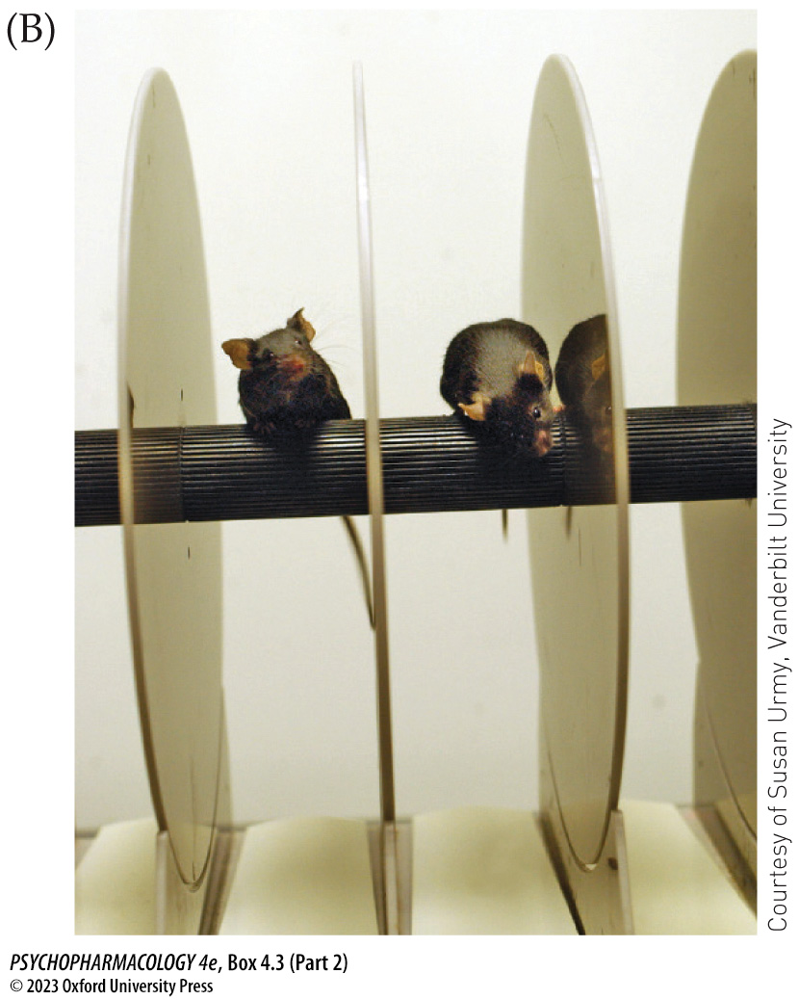 (B)
Courtesy of Susan Urmy, Vanderbilt University
PSYCHOPHARMACOLOGY 4e, Box 4.3 (Part 2)
© 2023 Oxford University Press